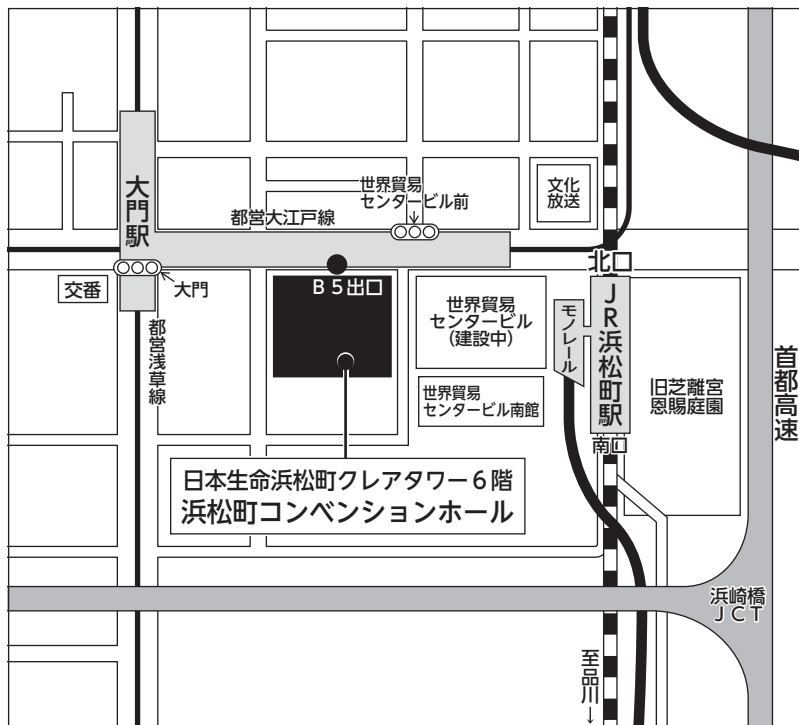 世界貿易
センタービル前
文化
放送
大門駅
都営大江戸線
北口
交番
大門
B5出口
世界貿易
センタービル
(建設中)
モノレール
JR浜松町駅
都営浅草線
世界貿易
センタービル南館
旧芝離宮
恩賜庭園
首都高速
南口
日本生命浜松町クレアタワー6階
浜松町コンベンションホール
浜崎橋
JCT
至品川→